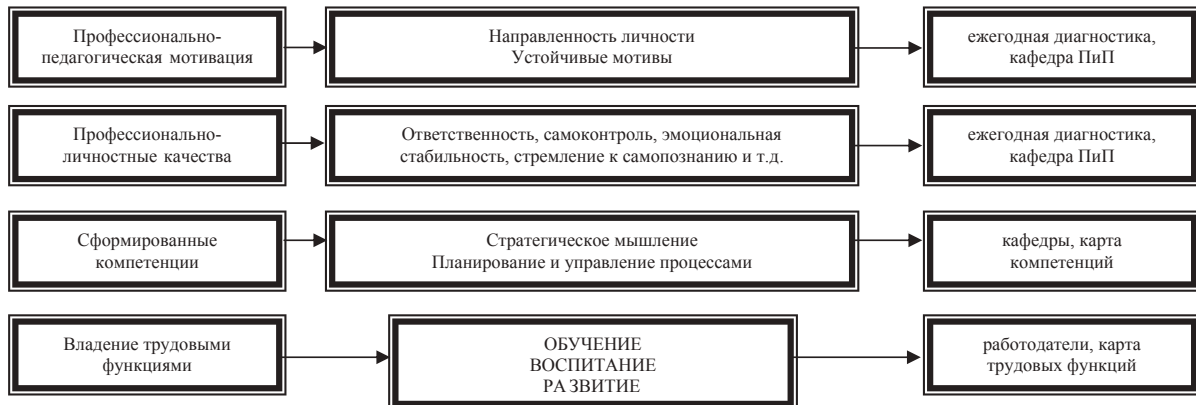 Профессионально-
педагогическая мотивация
Направленность личности
Устойчивые мотивы
ежегодная диагностика,
кафедра ПиП
Профессионально-
личностные качества
Ответственность, самоконтроль, эмоциональная
стабильность, стремление к самопознанию и т.д.
ежегодная диагностика,
кафедра ПиП
Сформированные
компетенции
Стратегическое мышление
Планирование и управление процессами
кафедры, карта
компетенций
Владение трудовыми
функциями
ОБУЧЕНИЕ
ВОСПИТАНИЕ
РАЗВИТИЕ
работодатели, карта
трудовых функций